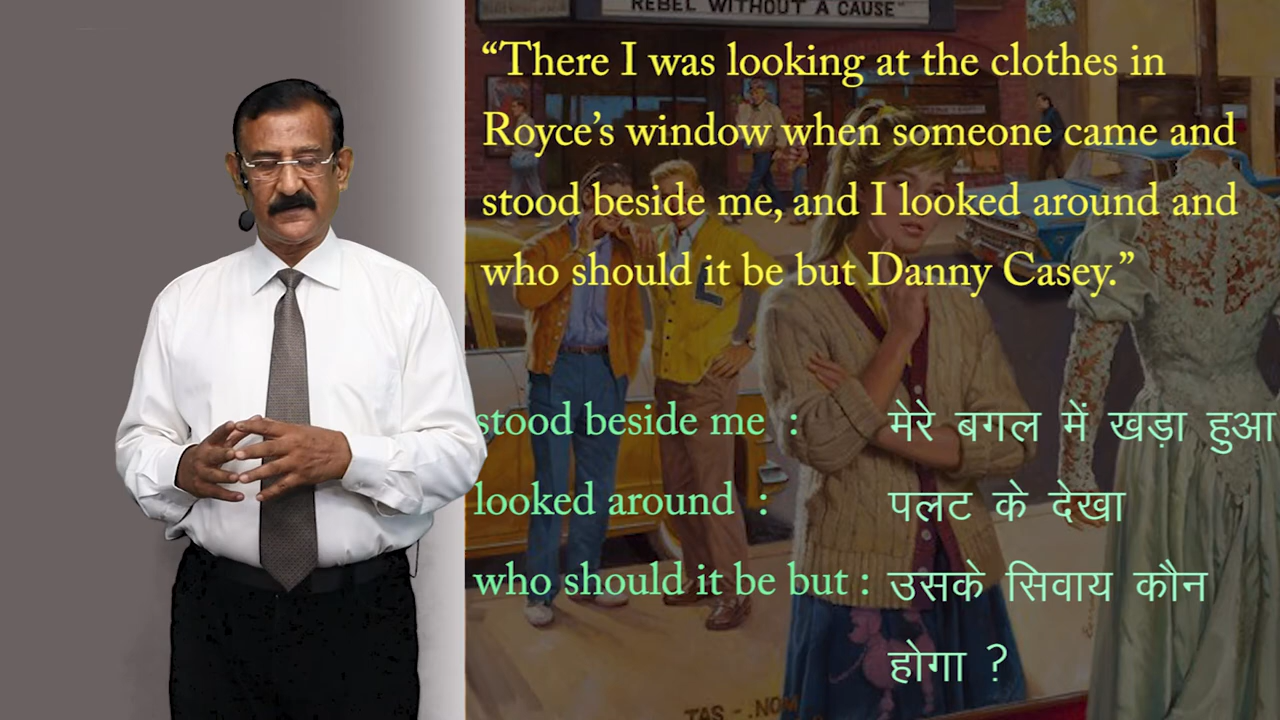 REBEL WITHOUT A CAUSE"
“There I was looking at the clothes in
Royce’s window when someone came and
stood beside me, and I looked around and
who should it be but Danny Casey.”
stood beside me : मेरे बगल में खड़ा हुआ
looked around : पलट के देखा
who should it be but : उसके सिवाय कौन
होगा ?